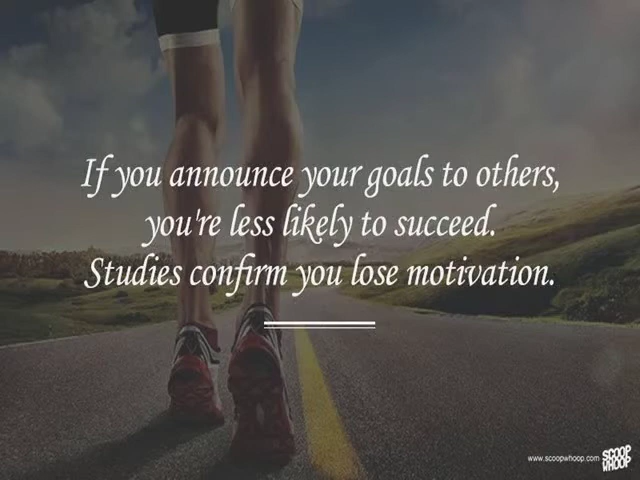 If you announce your goals to others,
you're less likely to succeed.
Studies confirm you lose motivation.
www.scoopwhoop.com
SCOOP
WHOOP